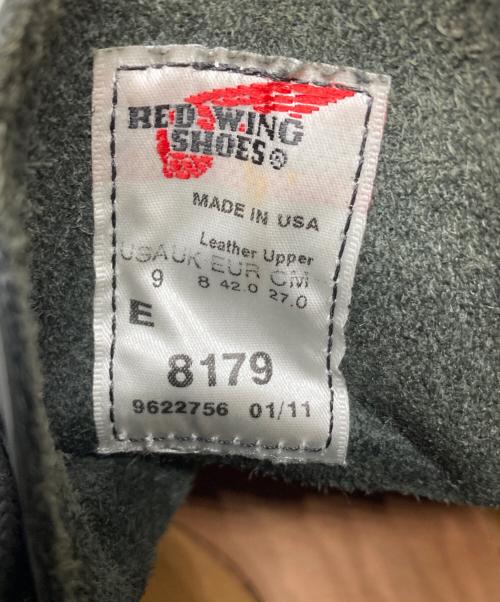 RED WING
SHOES®
MADE IN USA
Leather Upper
USA UK EUR CM
9 8 42.0 27.0
E
8179
9622756 01/11